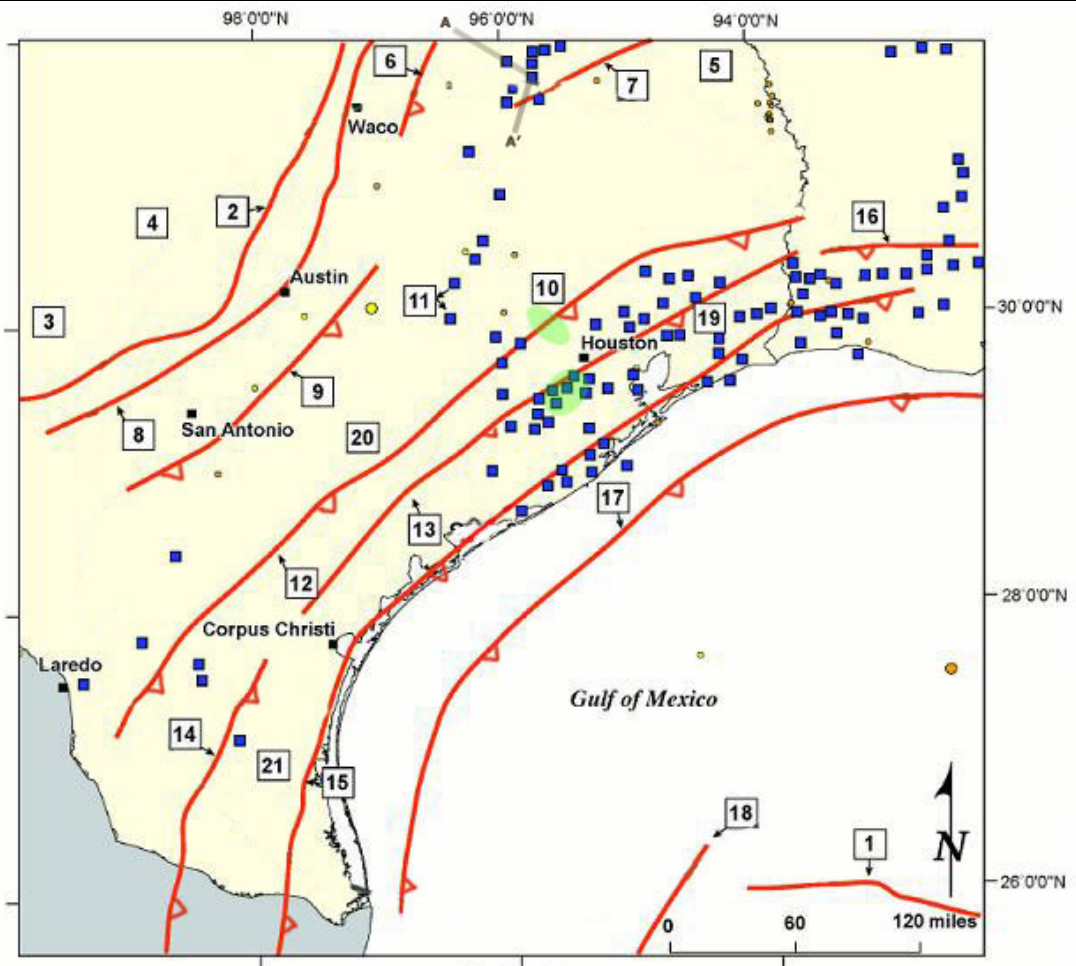 98°0'0"W
96°0'0"W
94°0'0"W
A
6
5
7
Waco
A'
2
4
16
Austin
11
10
3
30°0'0"N
19
Houston
9
8
San Antonio
20
17
13
12
28°0'0"N
Corpus Christi
Laredo
Gulf of Mexico
14
21
15
18
1
N
26°0'0"N
0
60
120 miles